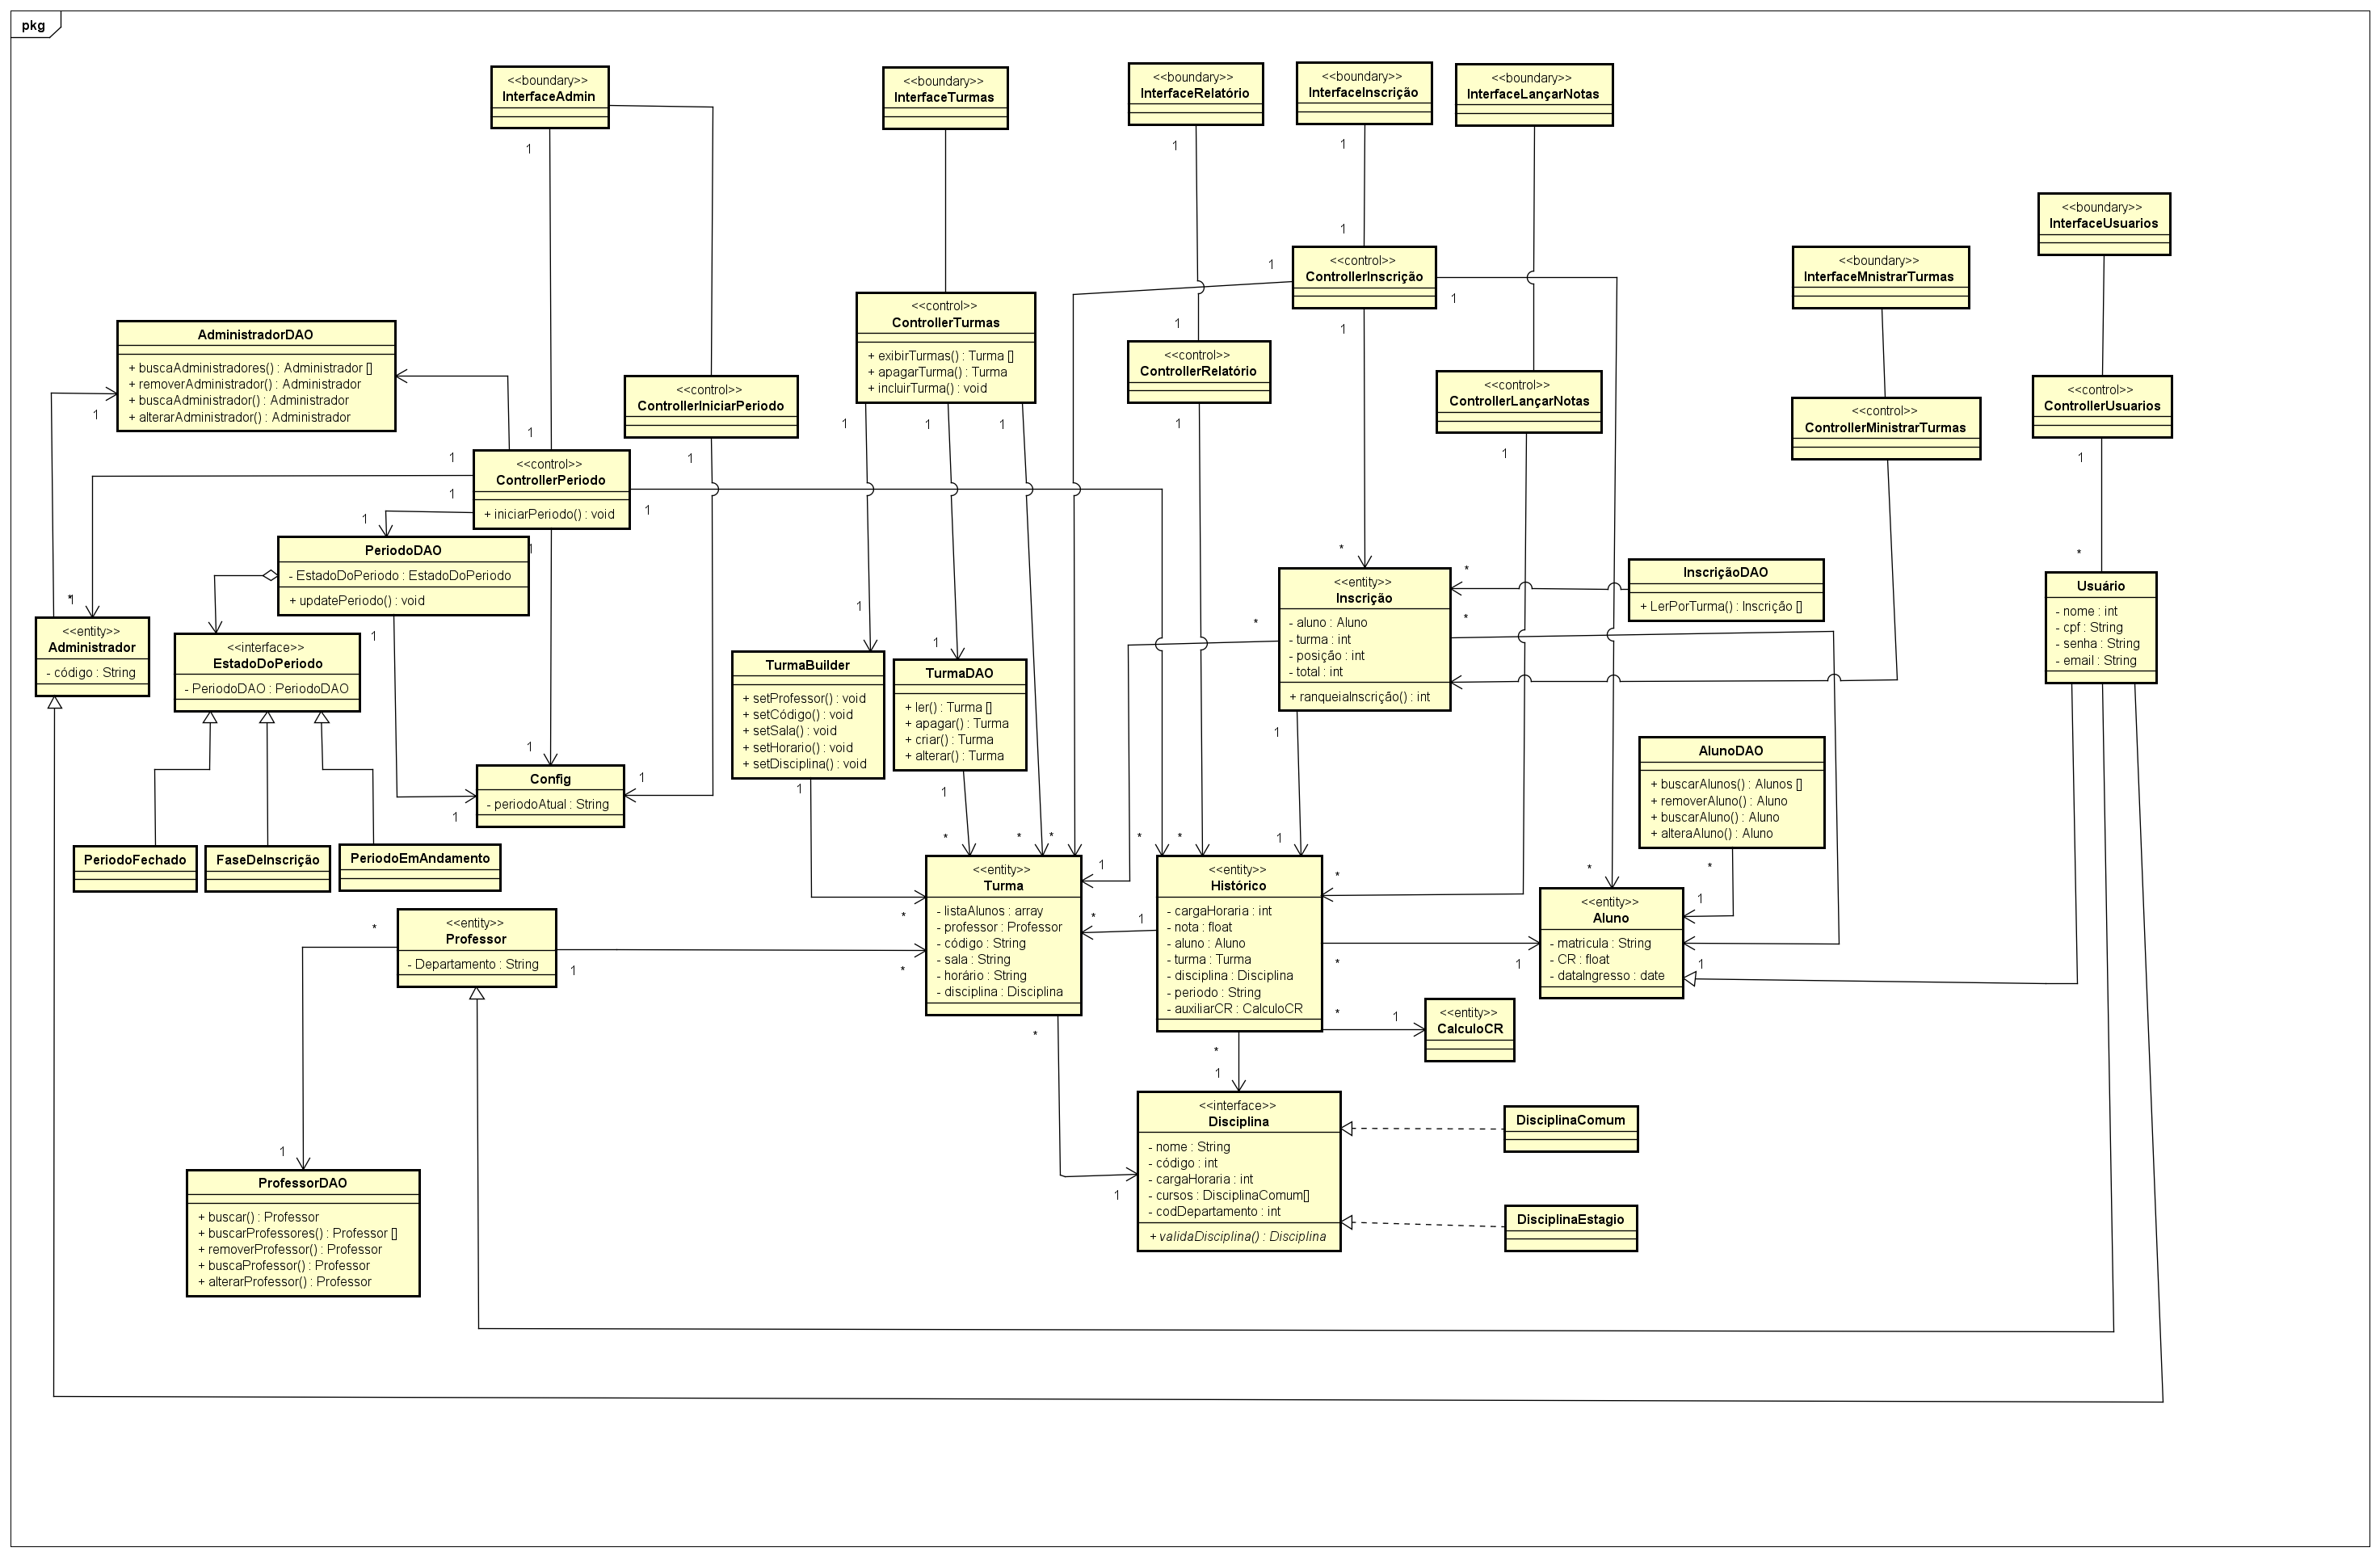 pkg
<<boundary>>
InterfaceAdmin
<<boundary>>
InterfaceTurmas
<<boundary>>
InterfaceRelatório
<<boundary>>
InterfaceInscrição
<<boundary>>
InterfaceLançarNotas
1
1
1
<<boundary>>
InterfaceUsuarios
1
<<boundary>>
InterfaceMnistrarTurmas
<<control>>
ControllerInscrição
1
1
1
1
<<control>>
ControllerTurmas
+ exibirTurmas() : Turma []
+ apagarTurma() : Turma
+ incluirTurma() : void
1
1
1
AdministradorDAO
+ buscaAdministradores() : Administrador []
+ removerAdministrador() : Administrador
+ buscaAdministrador() : Administrador
+ alterarAdministrador() : Administrador
1
<<control>>
ControllerRelatório
1
<<control>>
ControllerLançarNotas
1
<<control>>
ControllerIniciarPeriodo
1
<<control>>
ControllerUsuarios
1
<<control>>
ControllerMinistrarTurmas
1
1
1
<<control>>
ControllerPeriodo
+ iniciarPeriodo() : void
1
1
1
PeriodoDAO
- EstadoDoPeriodo : EstadoDoPeriodo
+ updatePeriodo() : void
1
*
*
*
<<entity>>
Inscrição
- aluno : Aluno
- turma : int
- posição : int
- total : int
+ ranqueiaInscrição() : int
*
*
1
InscriçãoDAO
+ LerPorTurma() : Inscrição []
Usuário
- nome : int
- cpf : String
- senha : String
- email : String
*
1
<<entity>>
Administrador
- código : String
<<interface>>
EstadoDoPeriodo
- PeriodoDAO : PeriodoDAO
1
1
TurmaBuilder
+ setProfessor() : void
+ setCódigo() : void
+ setSala() : void
+ setHorario() : void
+ setDisciplina() : void
1
TurmaDAO
+ ler() : Turma []
+ apagar() : Turma
+ criar() : Turma
+ alterar() : Turma
1
1
1
1
Config
- periodoAtual : String
AlunoDAO
+ buscarAlunos() : Alunos []
+ removerAluno() : Aluno
+ buscarAluno() : Aluno
+ alteraAluno() : Aluno
*
1
PeriodoFechado
FaseDeInscrição
PeriodoEmAndamento
*
*
*
1
*
*
1
*
*
<<entity>>
Turma
- listaAlunos : array
- professor : Professor
- código : String
- sala : String
- horário : String
- disciplina : Disciplina
*
*
*
1
*
<<entity>>
Histórico
- cargaHoraria : int
- nota : float
- aluno : Aluno
- turma : Turma
- disciplina : Disciplina
- periodo : String
- auxiliarCR : CalculoCR
*
1
*
1
*
1
<<entity>>
Aluno
- matricula : String
- CR : float
- dataIngresso : date
1
<<entity>>
Professor
- Departamento : String
*
1
<<entity>>
CalculoCR
<<interface>>
Disciplina
- nome : String
- código : int
- cargaHoraria : int
- cursos : DisciplinaComum[]
- codDepartamento : int
+ validaDisciplina() : Disciplina
1
DisciplinaComum
DisciplinaEstagio
1
ProfessorDAO
+ buscar() : Professor
+ buscarProfessores() : Professor []
+ removerProfessor() : Professor
+ buscaProfessor() : Professor
+ alterarProfessor() : Professor